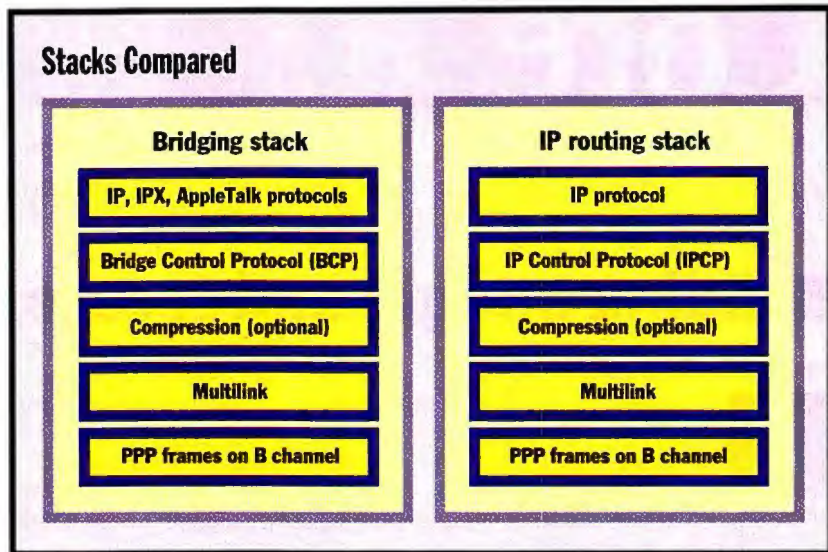 Stacks Compared
Bridging stack
IP, IPX, AppleTalk protocols
Bridge Control Protocol (BCP)
Compression (optional)
Multilink
PPP frames on B channel
IP routing stack
IP protocol
IP Control Protocol (IPCP)
Compression (optional)
Multilink
PPP frames on B channel